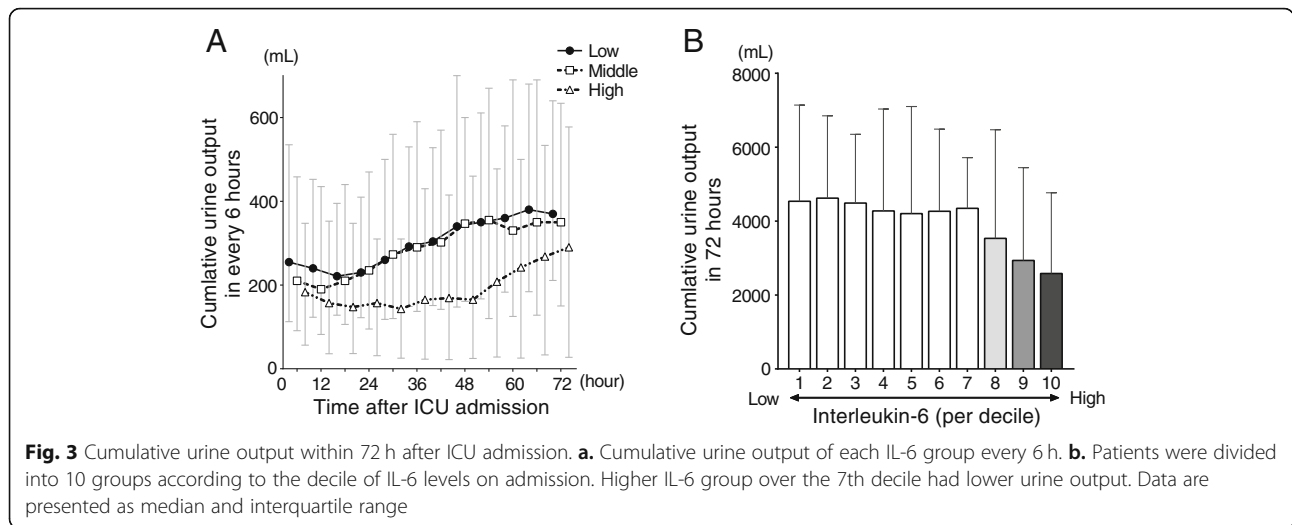 A
(mL)
Low
Middle
High
Cumulative urine output
in every 6 hours
600
400
200
0
0 12 24 36 48 60 72 (hour)
Time after ICU admission
B
(mL)
Cumlative urine output
in 72 hours
8000
6000
4000
2000
0
1 2 3 4 5 6 7 8 9 10
Low High
Interleukin-6 (per decile)
Fig. 3 Cumulative urine output within 72 h after ICU admission. a. Cumulative urine output of each IL-6 group every 6 h. b. Patients were divided
into 10 groups according to the decile of IL-6 levels on admission. Higher IL-6 group over the 7th decile had lower urine output. Data are
presented as median and interquartile range